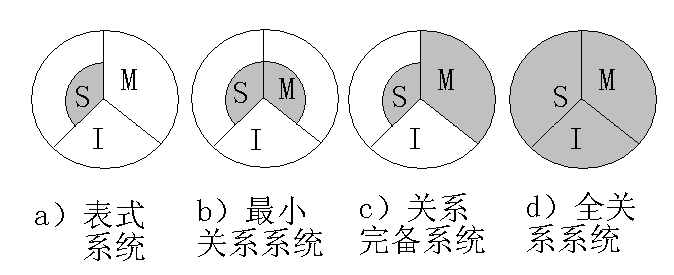 S M I
S M I
S M I
S M I
a）表式
系统
b）最小
关系系统
c）关系
完备系统
d）全关
系系统